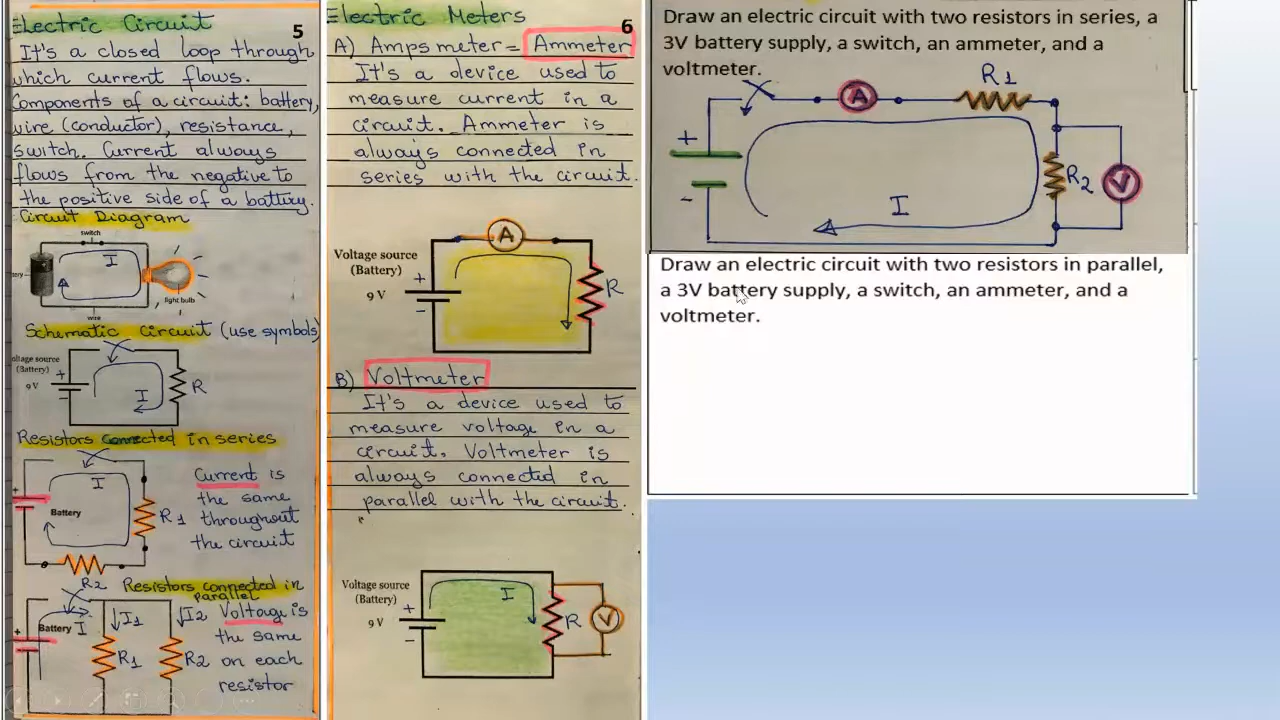 Electric Circuit
5
It's a closed loop through
which current flows.
Components of a circuit: battery,
wire (conductor), resistance,
switch. Current always
flows from the negative to
the positive side of a battery.
Circuit Diagram
switch
I
light bulb
wire
Schematic Circuit (use symbols)
(Battery)
9 V
+
-
I
R
Resistors connected in series
+
I
Battery
R1
R2
Current is
the same
throughout
the circuit
Resistors connected in
parallel
+
Battery
I
I1
I2
R1
R2
Voltage is
the same
on each
resistor
Electric Meters
6
A) Ampsmeter = Ammeter
It's a device used to
measure current in a
circuit. Ammeter is
always connected in
series with the circuit.
A
Voltage source
(Battery)
9 V
+
-
R
B) Voltmeter
It's a device used to
measure voltage in a
circuit. Voltmeter is
always connected in
parallel with the circuit.
Voltage source
(Battery)
9 V
+
-
I
R
V
Draw an electric circuit with two resistors in series, a
3V battery supply, a switch, an ammeter, and a
voltmeter.
A
R1
+
-
R2
V
I
Draw an electric circuit with two resistors in parallel,
a 3V battery supply, a switch, an ammeter, and a
voltmeter.